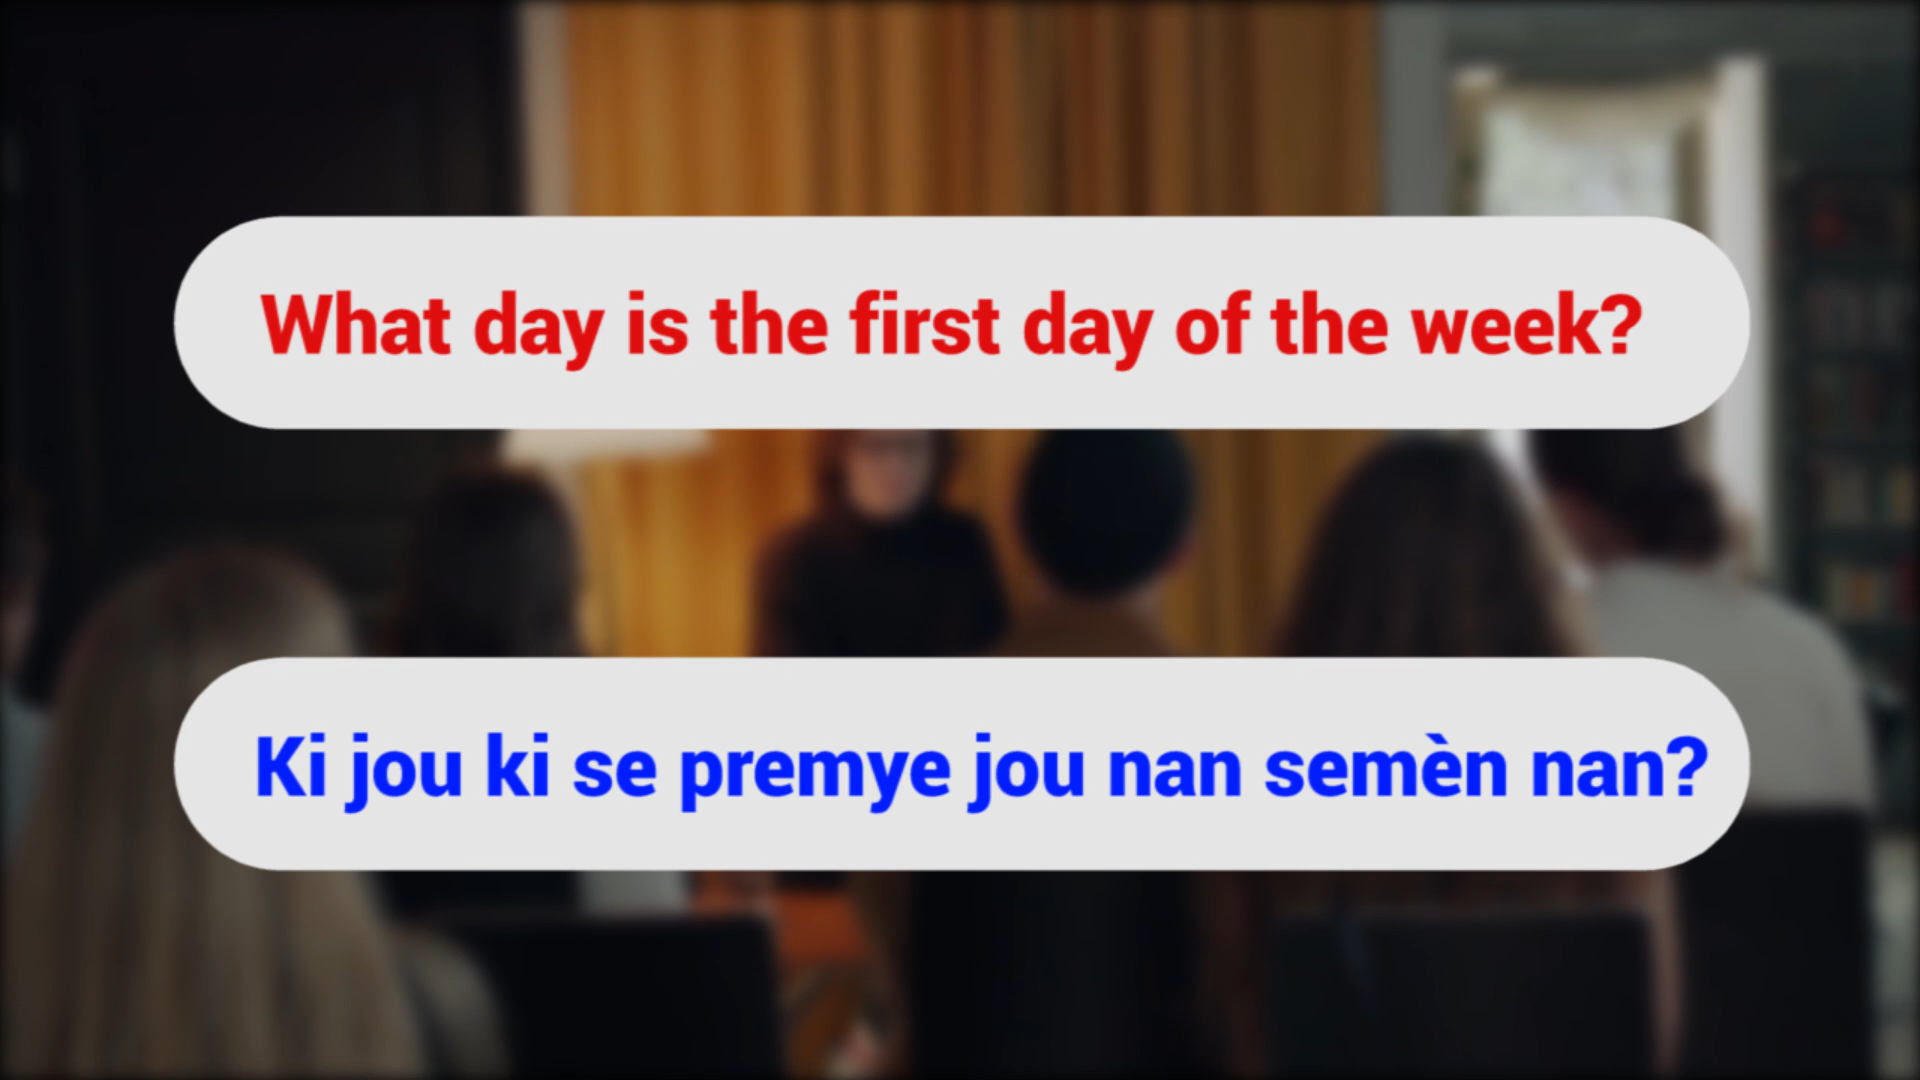 What day is the first day of the week?
Ki jou ki se premye jou nan semèn nan?